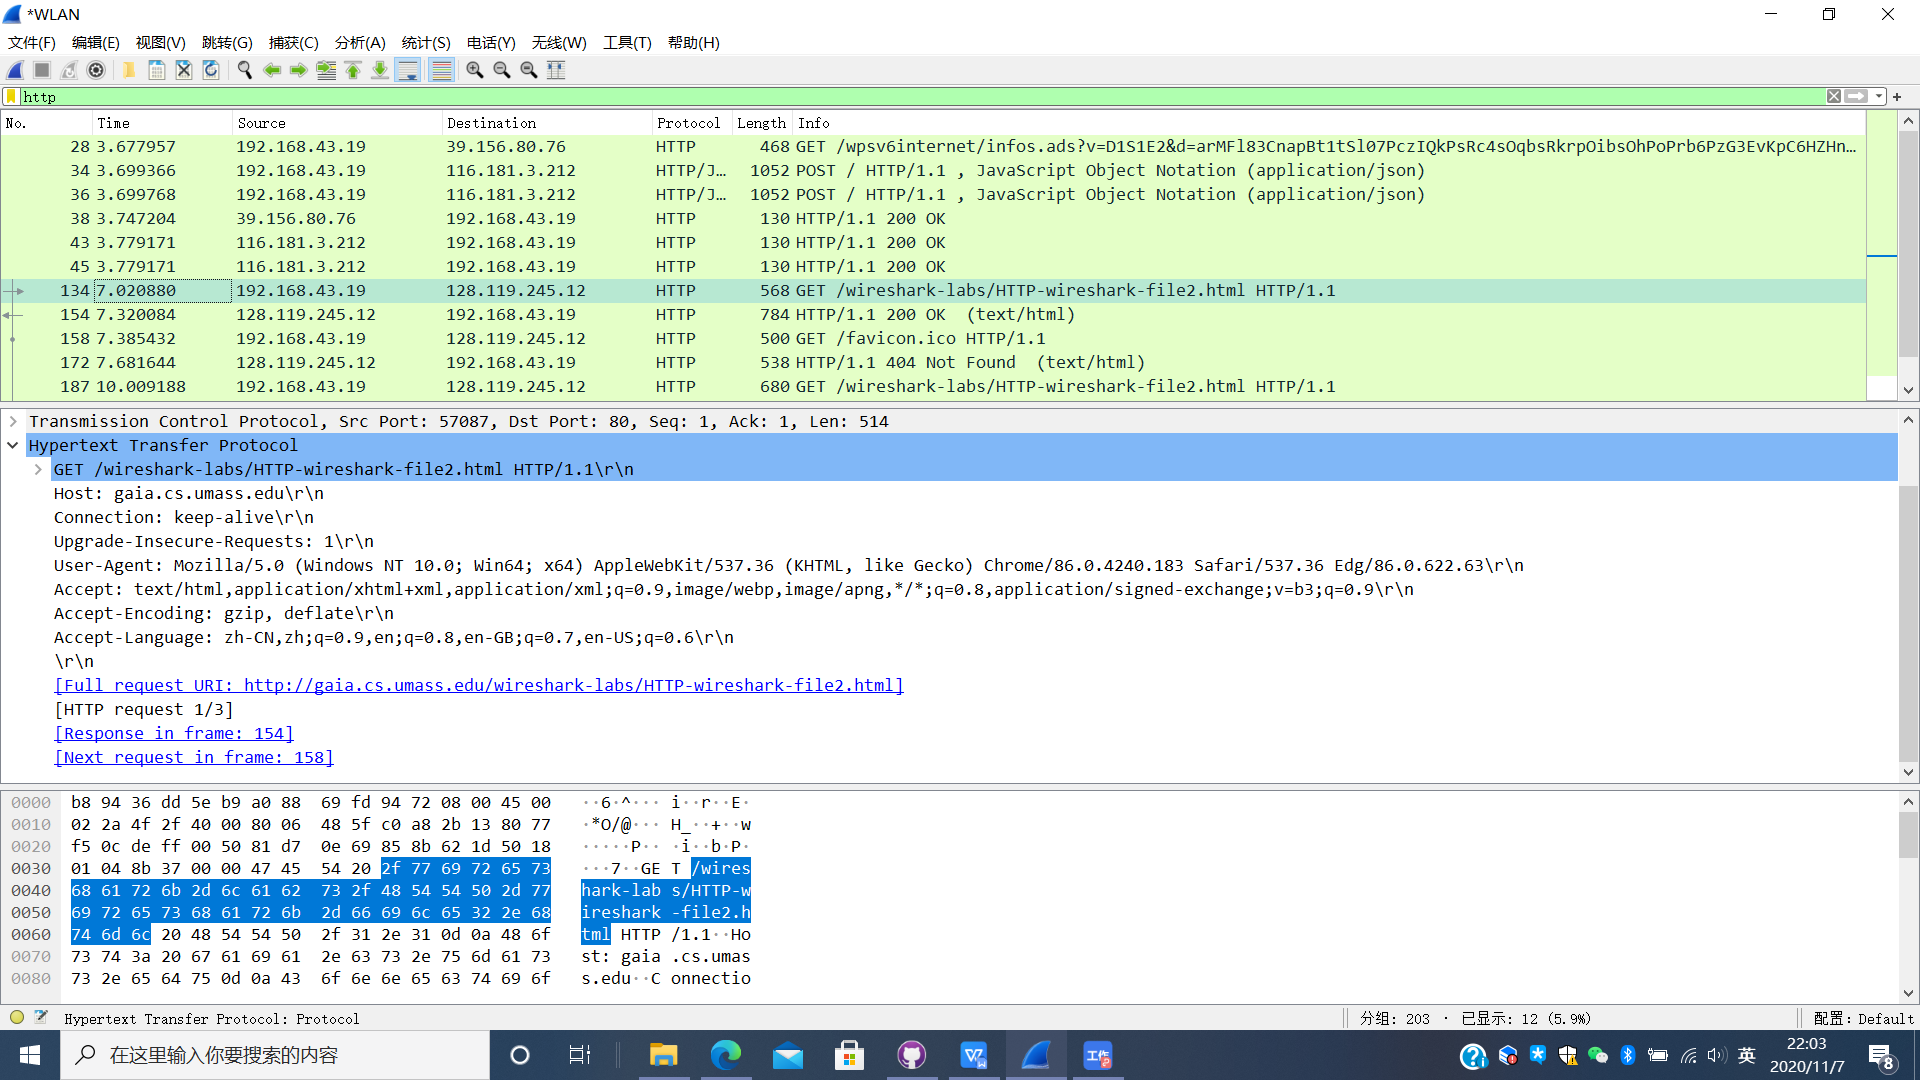 *WLAN
文件(F) 编辑(E) 视图(V) 跳转(G) 捕获(C) 分析(A) 统计(S) 电话(Y) 无线(W) 工具(T) 帮助(H)
http
No. Time Source Destination Protocol Length Info
28 3.677957 192.168.43.19 39.156.80.76 HTTP 468 GET /wpsv6internet/infos.ads?v=D1S1E2&d=arMFl83CnapBt1tSl07PczIQkPsRc4sOqbsRkrpOibsOhPoPrb6PzG3EvKpC6HZHn…
34 3.699366 192.168.43.19 116.181.3.212 HTTP/J… 1052 POST / HTTP/1.1 , JavaScript Object Notation (application/json)
36 3.699768 192.168.43.19 116.181.3.212 HTTP/J… 1052 POST / HTTP/1.1 , JavaScript Object Notation (application/json)
38 3.747204 39.156.80.76 192.168.43.19 HTTP 130 HTTP/1.1 200 OK
43 3.779171 116.181.3.212 192.168.43.19 HTTP 130 HTTP/1.1 200 OK
45 3.779171 116.181.3.212 192.168.43.19 HTTP 130 HTTP/1.1 200 OK
134 7.020880 192.168.43.19 128.119.245.12 HTTP 568 GET /wireshark-labs/HTTP-wireshark-file2.html HTTP/1.1
154 7.320084 128.119.245.12 192.168.43.19 HTTP 784 HTTP/1.1 200 OK (text/html)
158 7.385432 192.168.43.19 128.119.245.12 HTTP 500 GET /favicon.ico HTTP/1.1
172 7.681644 128.119.245.12 192.168.43.19 HTTP 538 HTTP/1.1 404 Not Found (text/html)
187 10.009188 192.168.43.19 128.119.245.12 HTTP 680 GET /wireshark-labs/HTTP-wireshark-file2.html HTTP/1.1
Transmission Control Protocol, Src Port: 57087, Dst Port: 80, Seq: 1, Ack: 1, Len: 514
Hypertext Transfer Protocol
GET /wireshark-labs/HTTP-wireshark-file2.html HTTP/1.1\r\n
Host: gaia.cs.umass.edu\r\n
Connection: keep-alive\r\n
Upgrade-Insecure-Requests: 1\r\n
User-Agent: Mozilla/5.0 (Windows NT 10.0; Win64; x64) AppleWebKit/537.36 (KHTML, like Gecko) Chrome/86.0.4240.183 Safari/537.36 Edg/86.0.622.63\r\n
Accept: text/html,application/xhtml+xml,application/xml;q=0.9,image/webp,image/apng,*/*;q=0.8,application/signed-exchange;v=b3;q=0.9\r\n
Accept-Encoding: gzip, deflate\r\n
Accept-Language: zh-CN,zh;q=0.9,en;q=0.8,en-GB;q=0.7,en-US;q=0.6\r\n
\r\n
[Full request URI: http://gaia.cs.umass.edu/wireshark-labs/HTTP-wireshark-file2.html]
[HTTP request 1/3]
[Response in frame: 154]
[Next request in frame: 158]
0000 b8 94 36 dd 5e b9 a0 88 69 fd 94 72 08 00 45 00 ··6·^··· i··r··E·
0010 02 2a 4f 2f 40 00 80 06 48 5f c0 a8 2b 13 80 77 ·*O/@··· H_··+··w
0020 f5 0c de ff 00 50 81 d7 0e 69 85 8b 62 1d 50 18 ·····P·· ·i··b·P·
0030 01 04 8b 37 00 00 47 45 54 20 2f 77 69 72 65 73 ···7··GE T /wires
0040 68 61 72 6b 2d 6c 61 62 73 2f 48 54 54 50 2d 77 hark-lab s/HTTP-w
0050 69 72 65 73 68 61 72 6b 2d 66 69 6c 65 32 2e 68 ireshark -file2.h
0060 74 6d 6c 20 48 54 54 50 2f 31 2e 31 0d 0a 48 6f tml HTTP /1.1··Ho
0070 73 74 3a 20 67 61 69 61 2e 63 73 2e 75 6d 61 73 st: gaia .cs.umas
0080 73 2e 65 64 75 0d 0a 43 6f 6e 6e 65 63 74 69 6f s.edu··C onnectio
Hypertext Transfer Protocol: Protocol 分组: 203 · 已显示: 12 (5.9%) 配置: Default
在这里输入你要搜索的内容 工作 英 22:03
2020/11/7 8